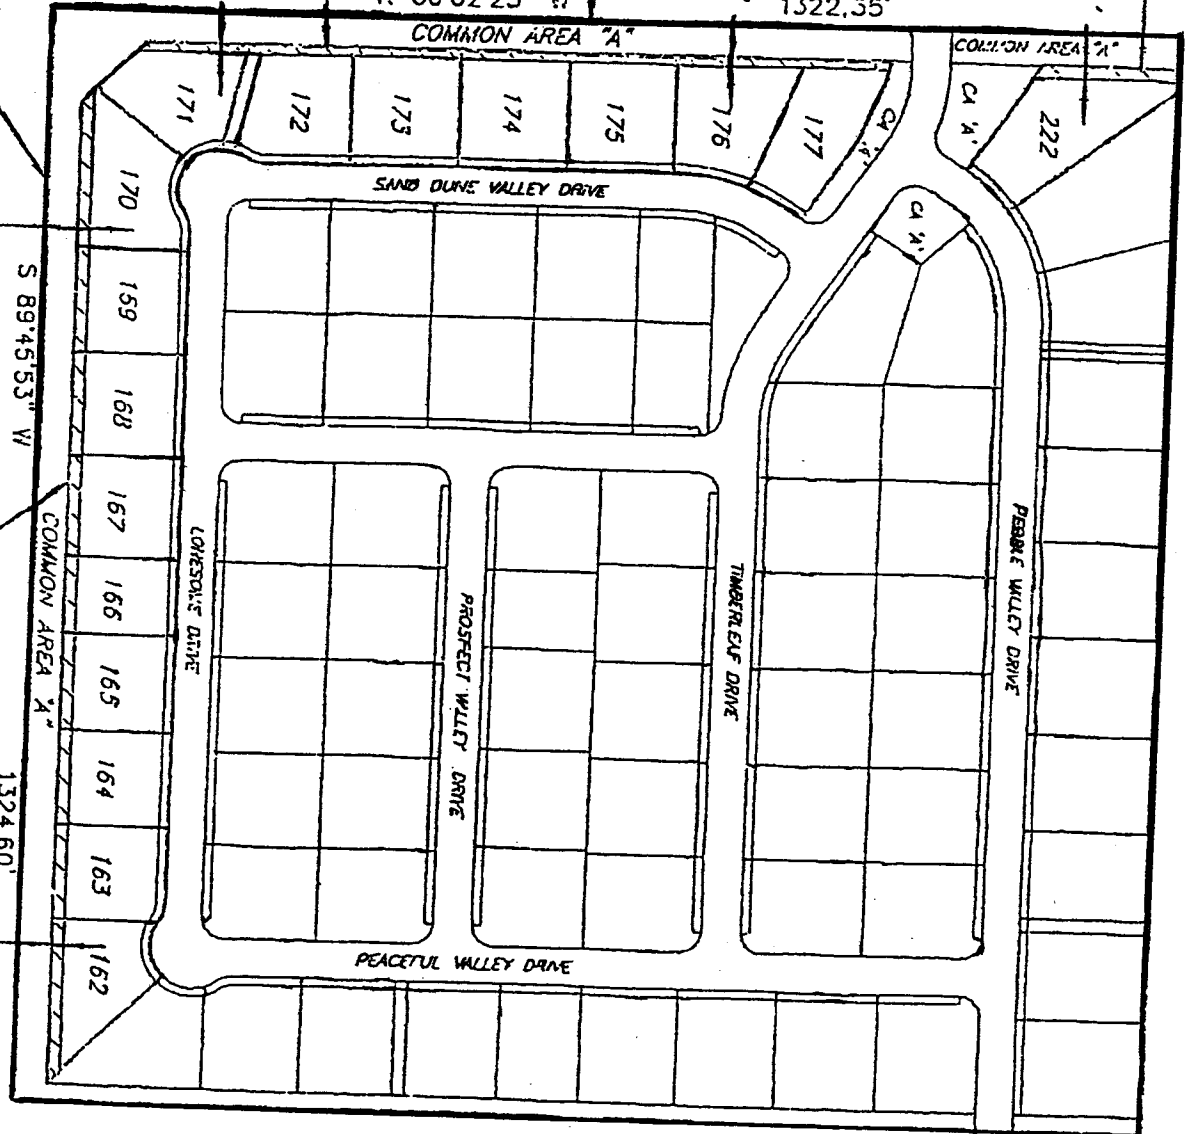 1322.35'
COMMON AREA "A"
COMMON AREA "A"
171
172
173
174
175
176
177
CA 'A'
CA 'A'
222
170
SAND DUNE VALLEY DRIVE
CA 'A'
159
S 89°45'53" W
168
167
COMMON AREA "A"
166
165
164
163
162
1324.60'
LONESOME DRIVE
PROSPECT VALLEY DRIVE
TIMBERLEAF DRIVE
PEBBLE VALLEY DRIVE
PEACEFUL VALLEY DRIVE